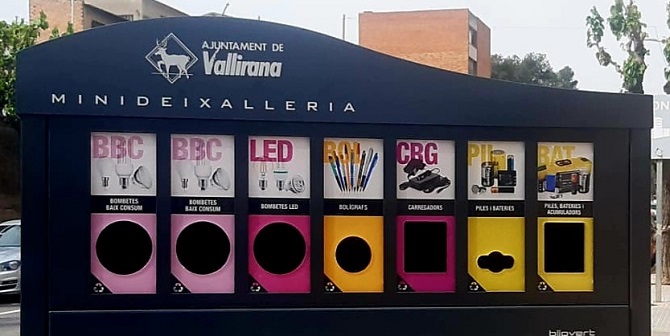 AJUNTAMENT DE
Vallirana
MINIDEIXALLERIA
BBC
BOMBETES
BAIX CONSUM
BBC
BOMBETES
BAIX CONSUM
LED
BOMBETES LED
BOL
BOLÍGRAFS
CRG
CARREGADORS
PIL
PILES I BATERIES
BAT
PILES, BATERIES I
ACUMULADORS
blipvert